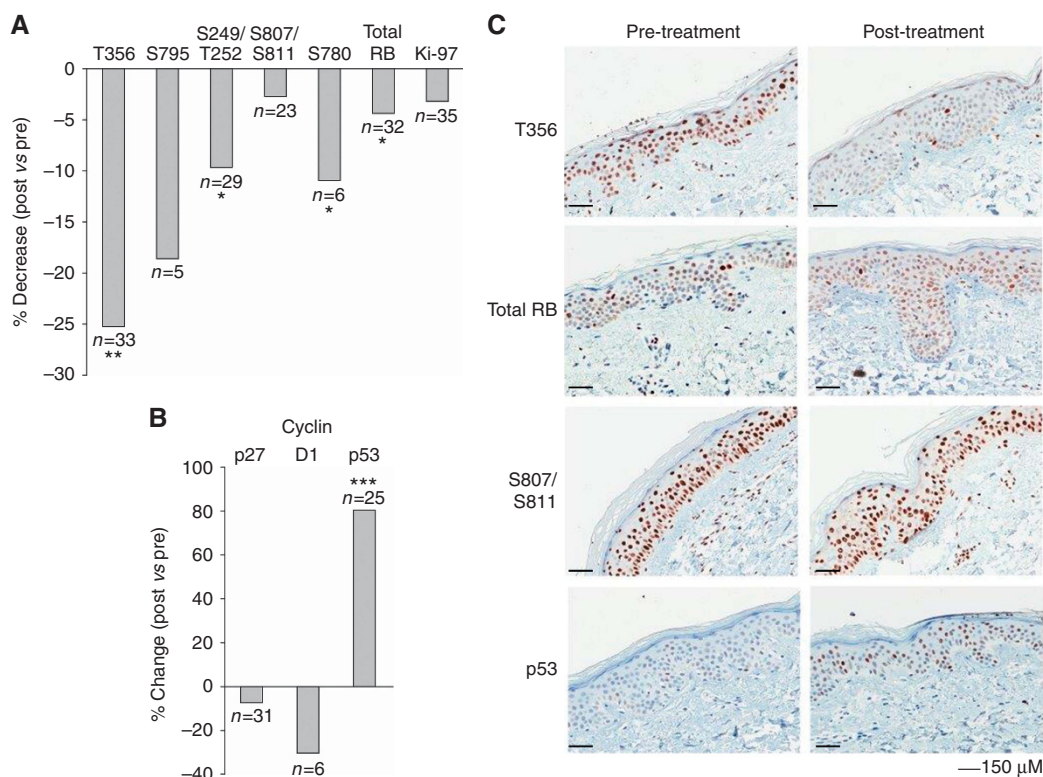 A
T356 S795 S249/T252 S807/S811 S780 Total RB Ki-97
0
−5
−10
−15
−20
−25
−30
% Decrease (post vs pre)
n=33
**
n=5
n=29
*
n=23
n=6
*
n=32
*
n=35
B
p27 Cyclin D1 p53
100
80
60
40
20
0
−20
−40
% Change (post vs pre)
n=31
n=6
***
n=25
C
Pre-treatment Post-treatment
T356
Total RB
S807/
S811
p53
150 μM